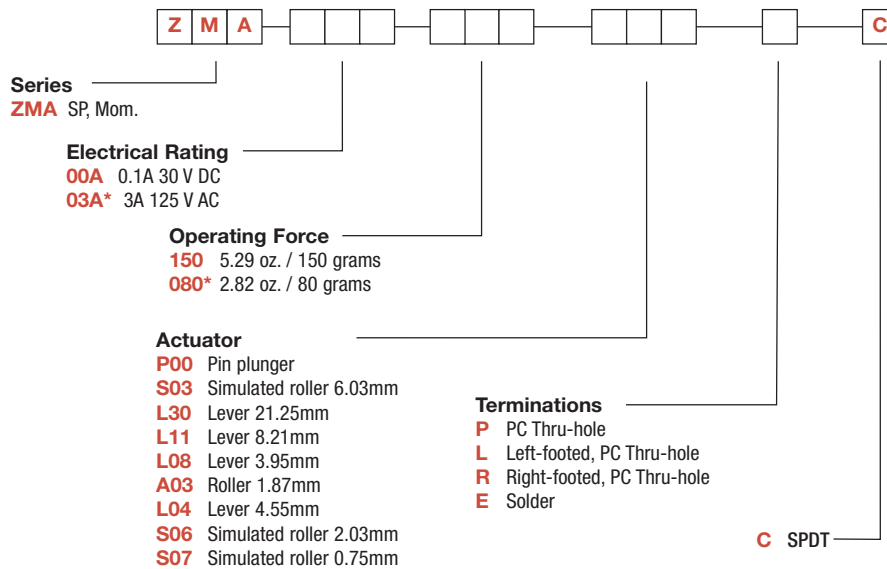 Z M A C
Series
ZMA SP, Mom.
Electrical Rating
00A 0.1A 30 V DC
03A* 3A 125 V AC
Operating Force
150 5.29 oz. / 150 grams
080* 2.82 oz. / 80 grams
Actuator
P00 Pin plunger
S03 Simulated roller 6.03mm
L30 Lever 21.25mm
L11 Lever 8.21mm
L08 Lever 3.95mm
A03 Roller 1.87mm
L04 Lever 4.55mm
S06 Simulated roller 2.03mm
S07 Simulated roller 0.75mm
Terminations
P PC Thru-hole
L Left-footed, PC Thru-hole
R Right-footed, PC Thru-hole
E Solder
C SPDT